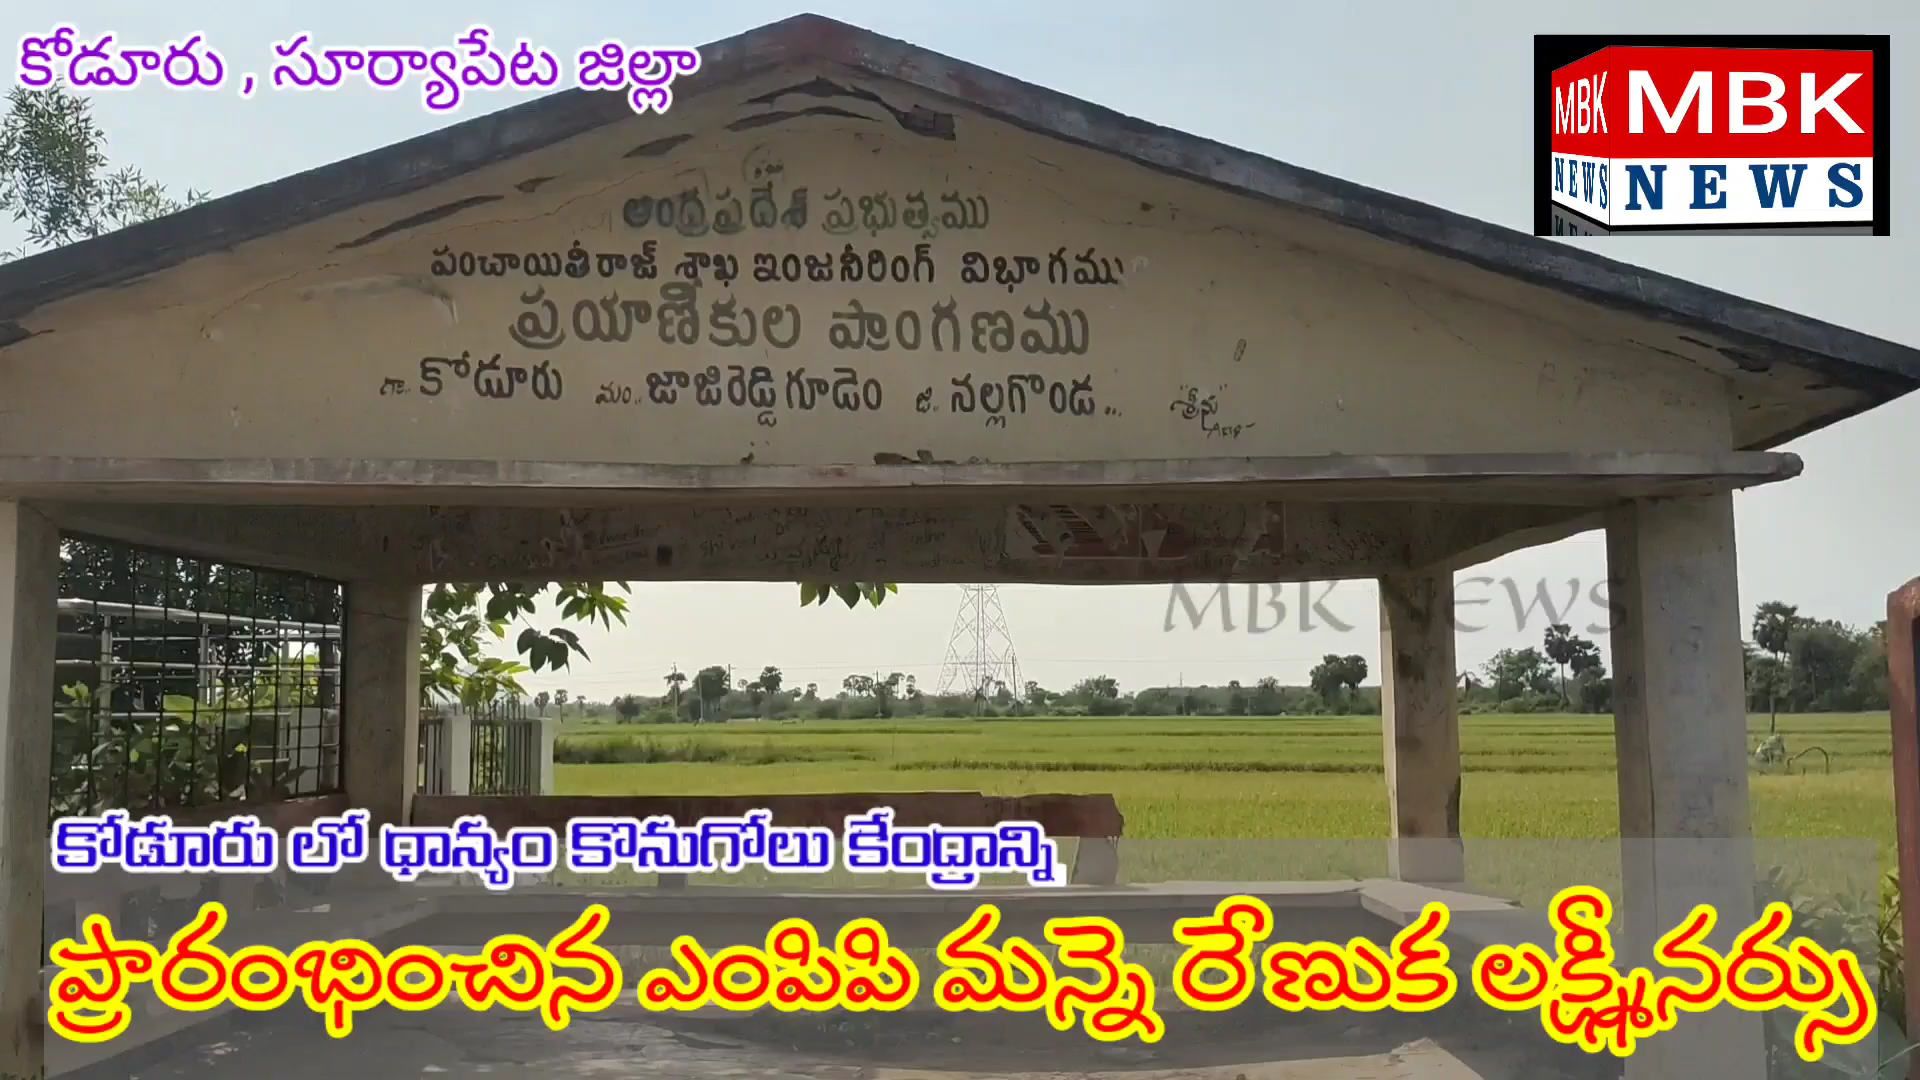 కోడూరు , సూర్యాపేట జిల్లా
MBK MBK
NEWS NEWS
ఆంధ్రప్రదేశ్ ప్రభుత్వము
పంచాయితీరాజ్ శాఖ ఇంజనీరింగ్ విభాగము
ప్రయాణికుల ప్రాంగణము
గ్రా.. కోడూరు మం.. జాజిరెడ్డిగూడెం జి.. నల్లగొండ...
"శ్రీను"
MBK NEWS
కోడూరు లో ధాన్యం కొనుగోలు కేంద్రాన్ని
ప్రారంభించిన ఎంపిపి మన్నె రేణుక లక్ష్మీనర్సు